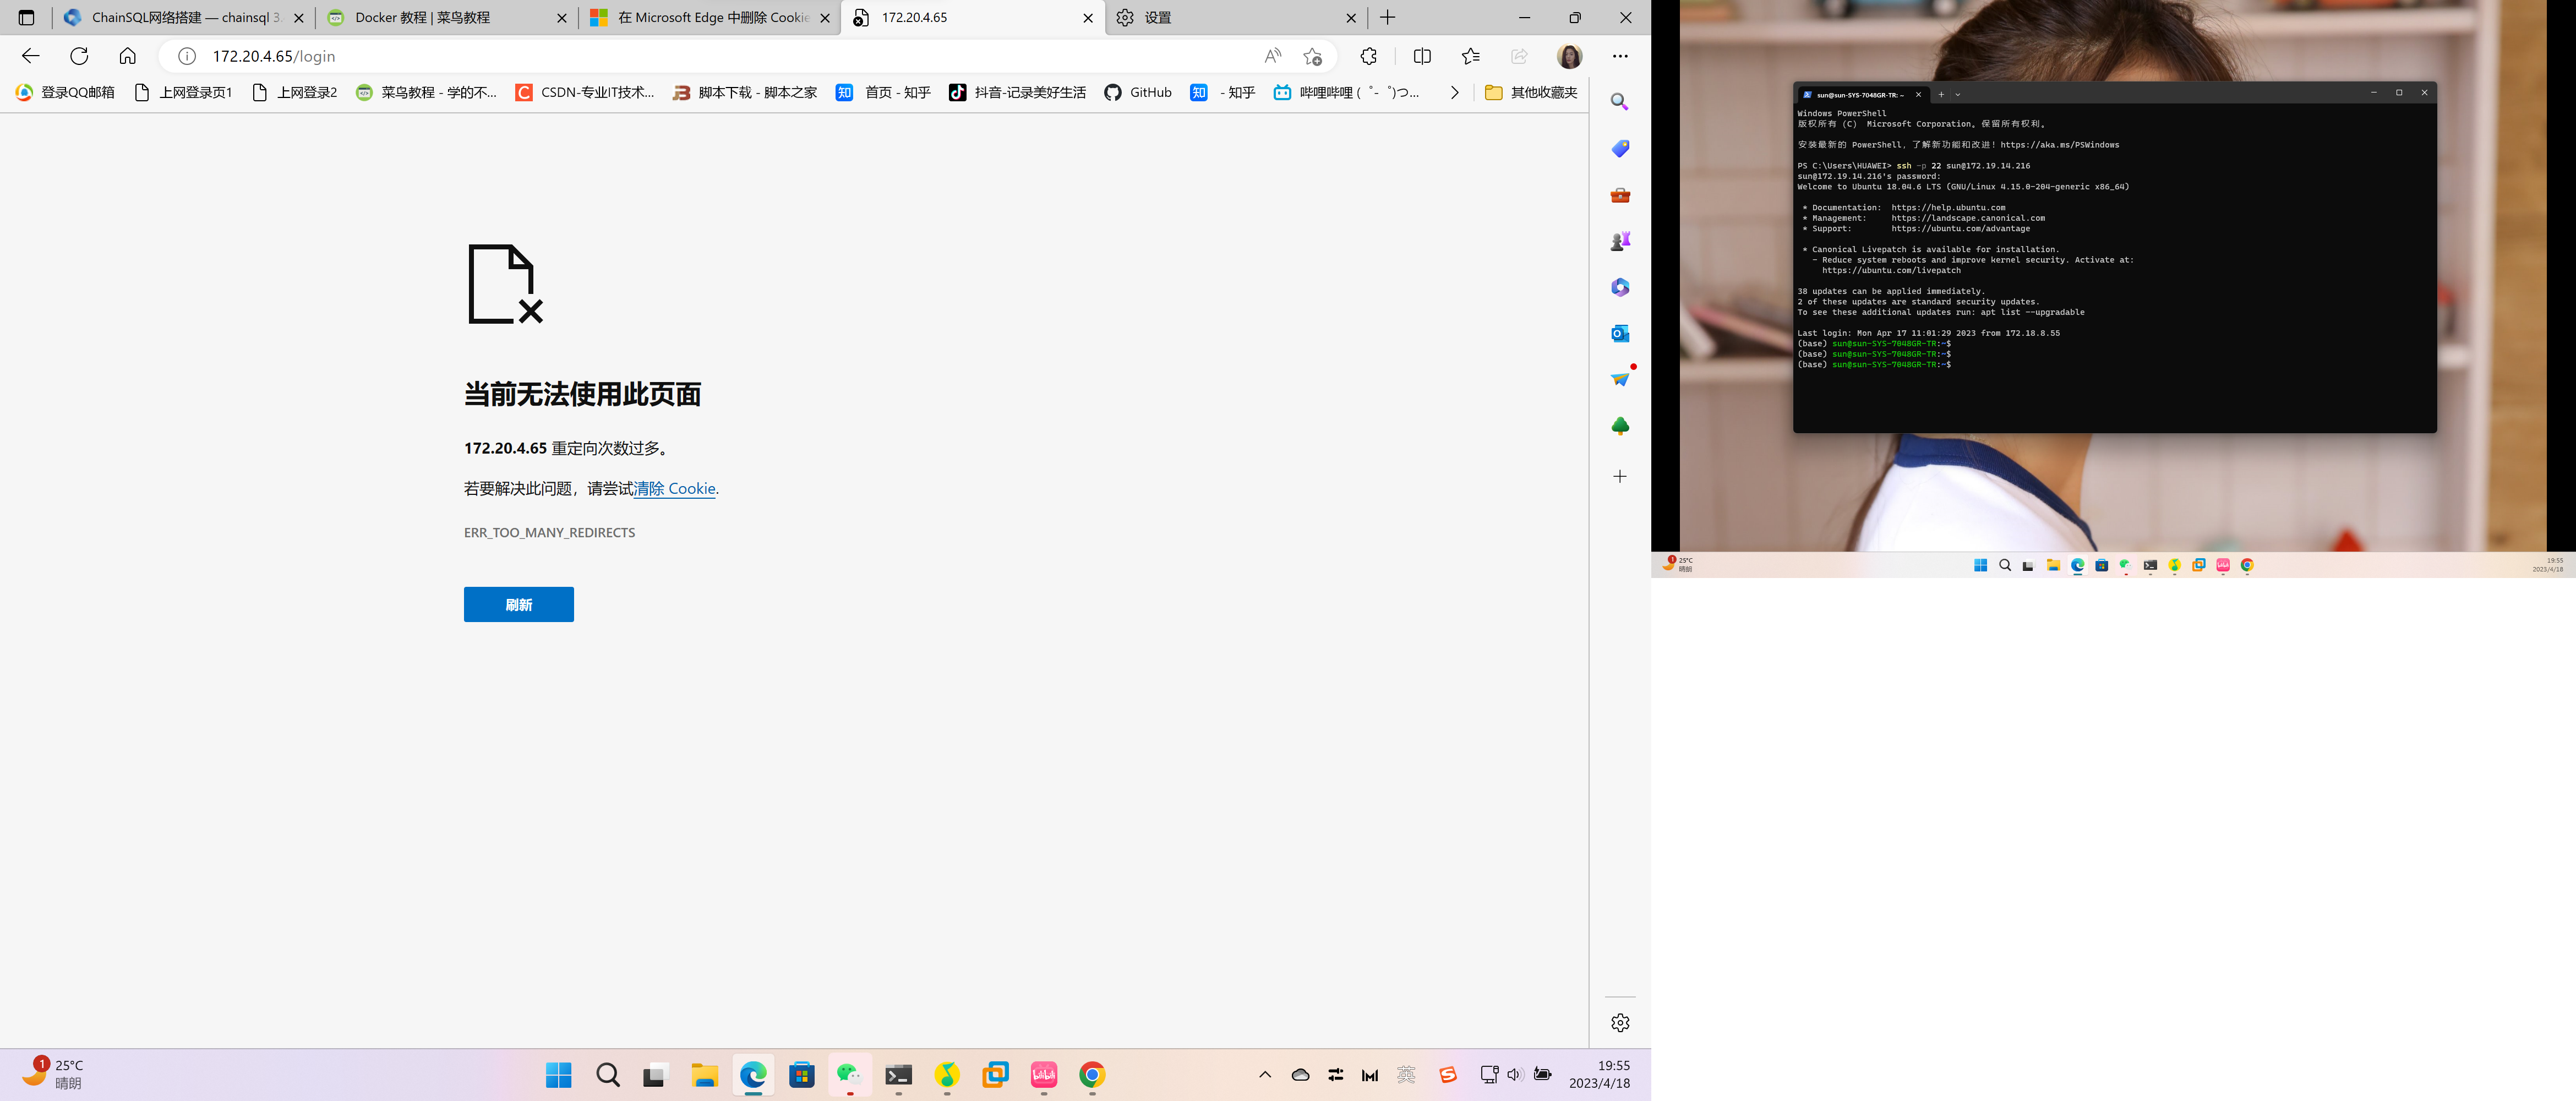 ChainSQL网络搭建 — chainsql 3.
Docker 教程 | 菜鸟教程
在 Microsoft Edge 中删除 Cookie
172.20.4.65
设置
172.20.4.65/login
登录QQ邮箱
上网登录页1
上网登录2
菜鸟教程 - 学的不...
CSDN-专业IT技术...
脚本下载 - 脚本之家
首页 - 知乎
抖音-记录美好生活
GitHub
- 知乎
哔哩哔哩 (゜-゜)つ...
其他收藏夹
当前无法使用此页面
172.20.4.65 重定向次数过多。
若要解决此问题，请尝试清除 Cookie.
ERR_TOO_MANY_REDIRECTS
刷新
1
25°C
晴朗
英
19:55
2023/4/18
sun@sun-SYS-7048GR-TR: ~
Windows PowerShell
版权所有 (C) Microsoft Corporation。保留所有权利。
安装最新的 PowerShell，了解新功能和改进！https://aka.ms/PSWindows
PS C:\Users\HUAWEI> ssh -p 22 sun@172.19.14.216
sun@172.19.14.216's password:
Welcome to Ubuntu 18.04.6 LTS (GNU/Linux 4.15.0-204-generic x86_64)
* Documentation: https://help.ubuntu.com
* Management: https://landscape.canonical.com
* Support: https://ubuntu.com/advantage
* Canonical Livepatch is available for installation.
- Reduce system reboots and improve kernel security. Activate at:
https://ubuntu.com/livepatch
38 updates can be applied immediately.
2 of these updates are standard security updates.
To see these additional updates run: apt list --upgradable
Last login: Mon Apr 17 11:01:29 2023 from 172.18.8.55
(base) sun@sun-SYS-7048GR-TR:~$
(base) sun@sun-SYS-7048GR-TR:~$
(base) sun@sun-SYS-7048GR-TR:~$
1
25°C
晴朗
19:55
2023/4/18